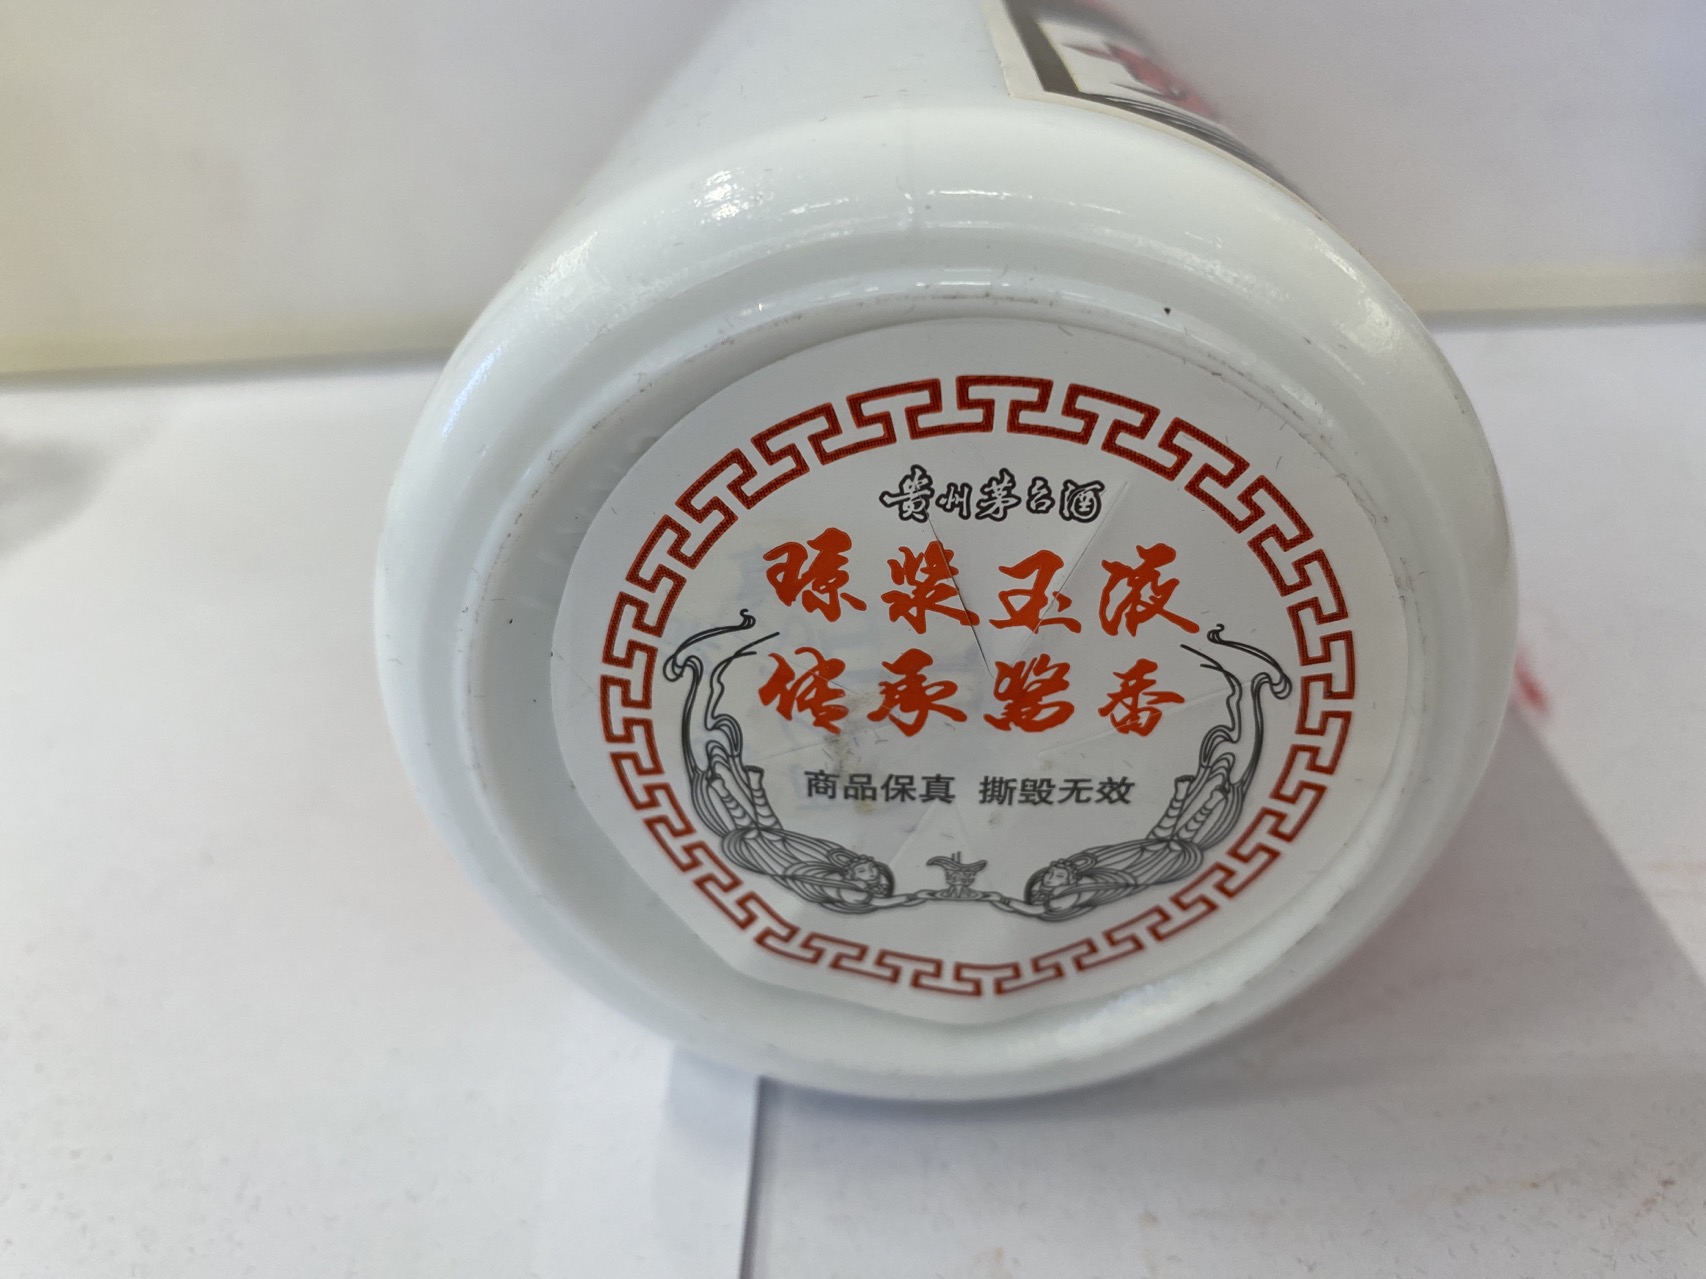 贵州茅台酒
琼浆玉液
传承酱香
商品保真 撕毁无效